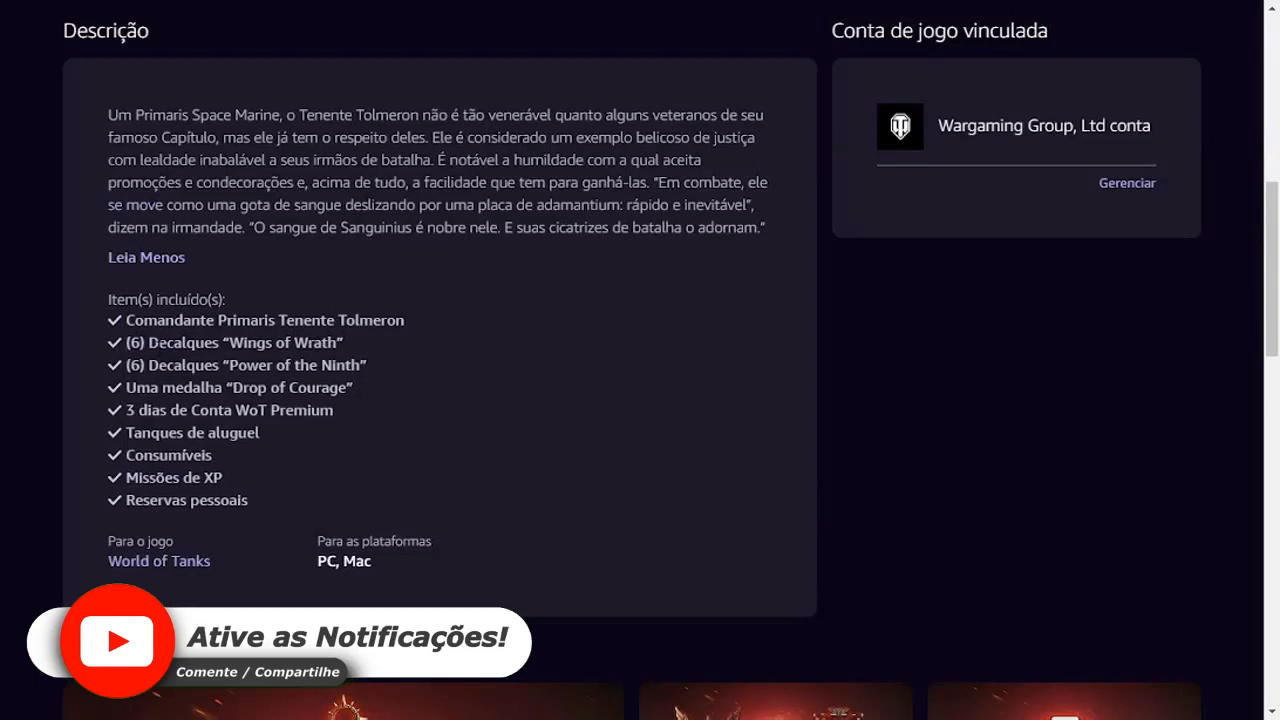 Descrição
Conta de jogo vinculada
Um Primaris Space Marine, o Tenente Tolmeron não é tão venerável quanto alguns veteranos de seu
famoso Capítulo, mas ele já tem o respeito deles. Ele é considerado um exemplo belicoso de justiça
com lealdade inabalável a seus irmãos de batalha. É notável a humildade com a qual aceita
promoções e condecorações e, acima de tudo, a facilidade que tem para ganhá-las. "Em combate, ele
se move como uma gota de sangue deslizando por uma placa de adamantium: rápido e inevitável",
dizem na irmandade. "O sangue de Sanguinius é nobre nele. E suas cicatrizes de batalha o adornam."
Leia Menos
Wargaming Group, Ltd conta
Gerenciar
Item(s) incluído(s):
✓ Comandante Primaris Tenente Tolmeron
✓ (6) Decalques “Wings of Wrath”
✓ (6) Decalques “Power of the Ninth”
✓ Uma medalha “Drop of Courage”
✓ 3 dias de Conta WoT Premium
✓ Tanques de aluguel
✓ Consumíveis
✓ Missões de XP
✓ Reservas pessoais
Para o jogo
World of Tanks
Para as plataformas
PC, Mac
Ative as Notificações!
Comente / Compartilhe